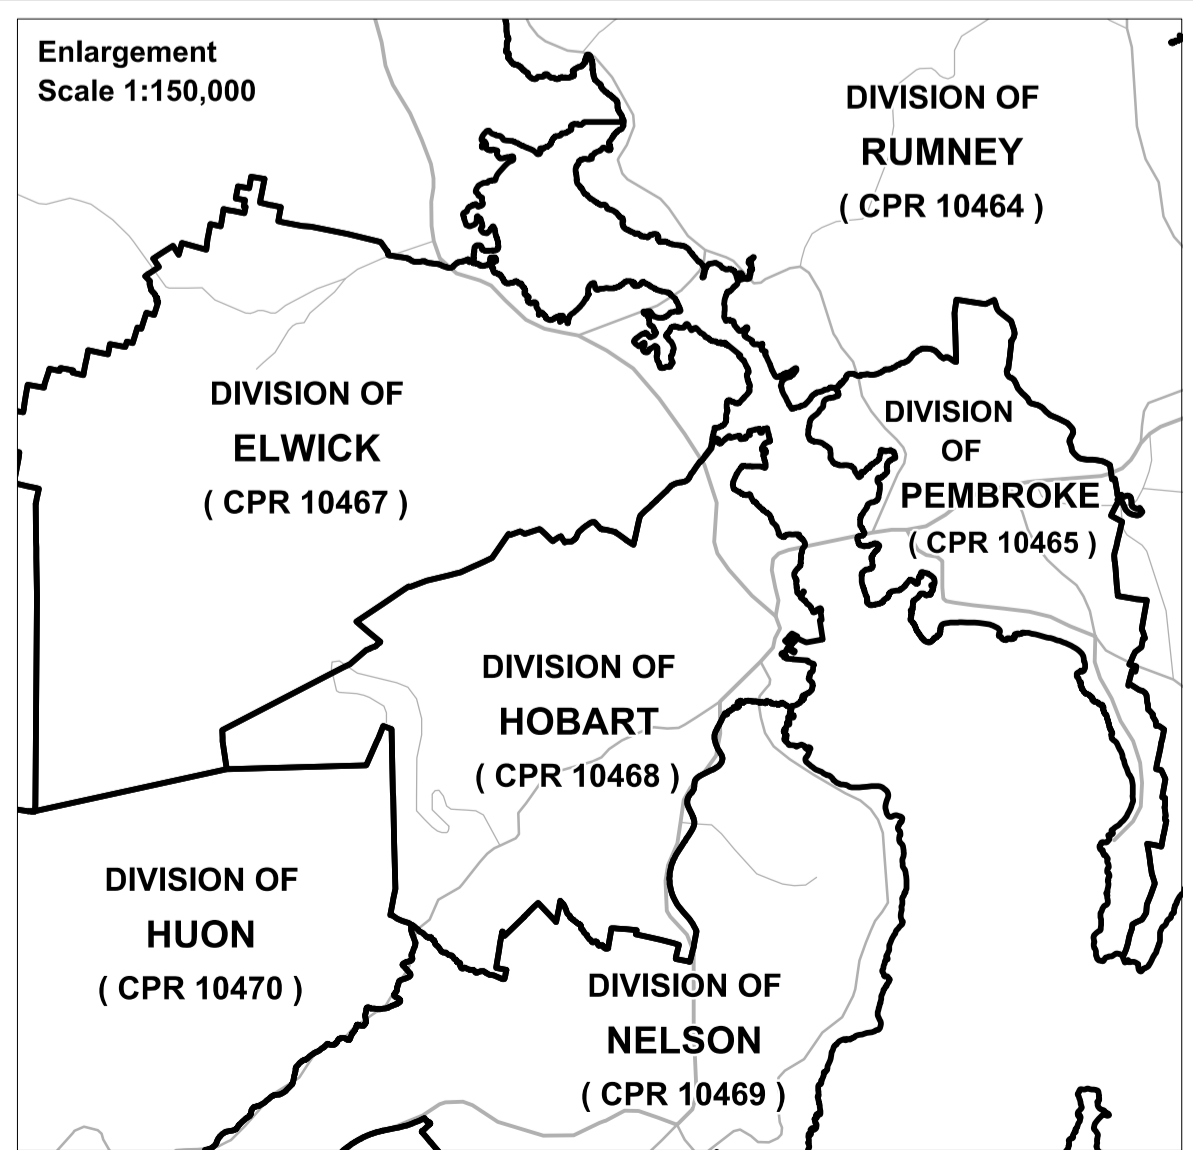 Enlargement
Scale 1:150,000
DIVISION OF
RUMNEY
( CPR 10464 )
DIVISION OF
ELWICK
( CPR 10467 )
DIVISION
OF
PEMBROKE
( CPR 10465 )
DIVISION OF
HOBART
( CPR 10468 )
DIVISION OF
HUON
( CPR 10470 )
DIVISION OF
NELSON
( CPR 10469 )